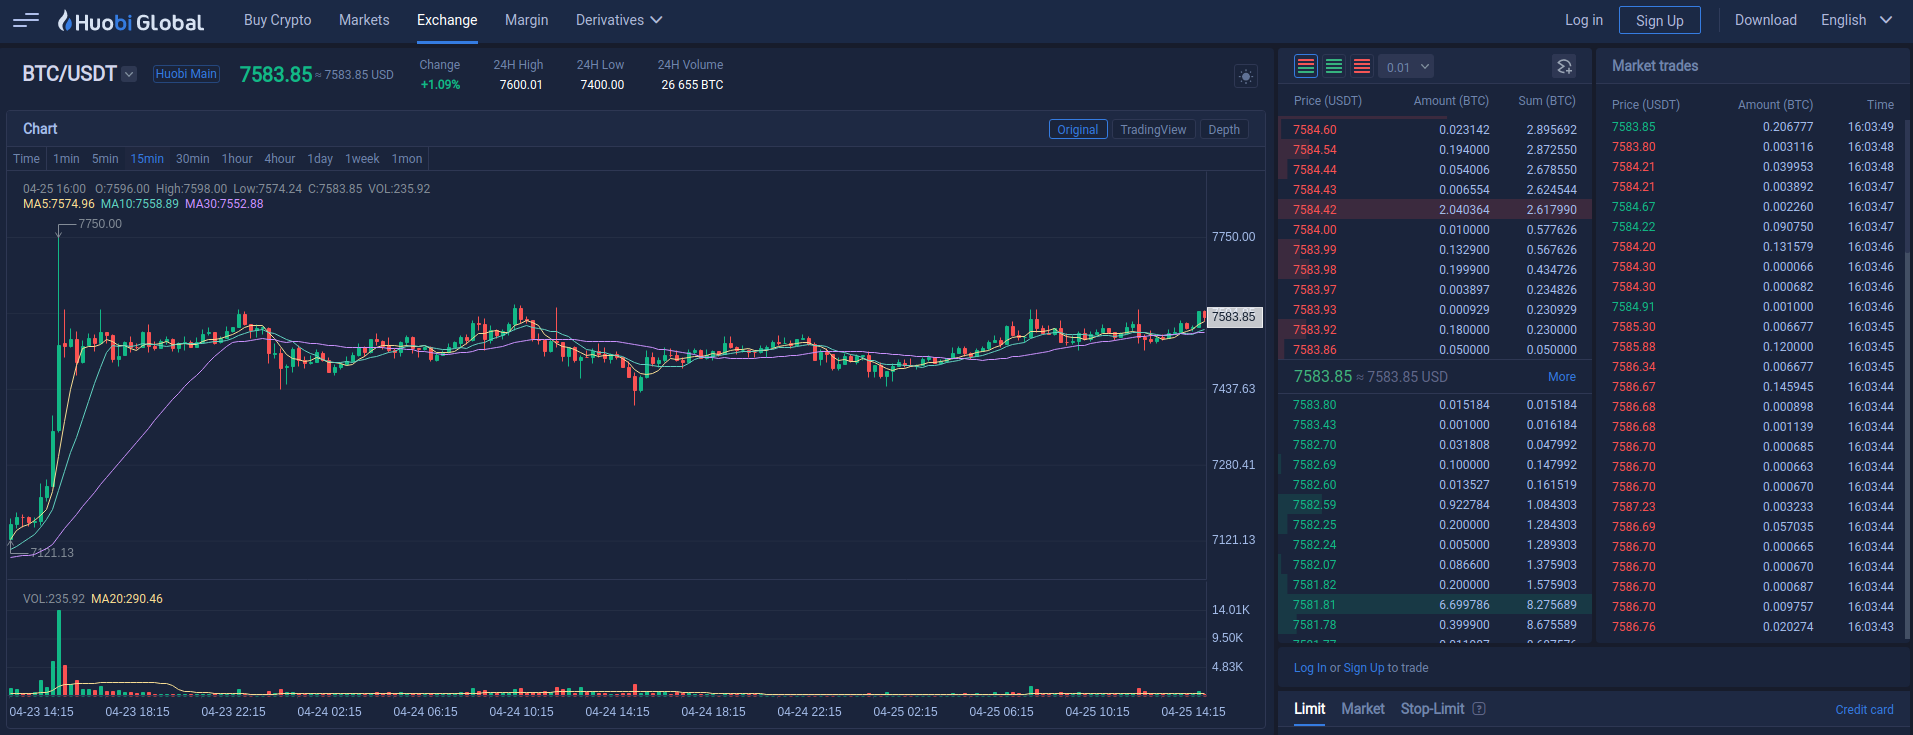 Huobi Global Buy Crypto Markets Exchange Margin Derivatives Log in Sign Up Download English
BTC/USDT Huobi Main 7583.85 ≈ 7583.85 USD
Change +1.09%
24H High 7600.01
24H Low 7400.00
24H Volume 26 655 BTC
Chart Original TradingView Depth
Time 1min 5min 15min 30min 1hour 4hour 1day 1week 1mon
04-25 16:00 O:7596.00 High:7598.00 Low:7574.24 C:7583.85 VOL:235.92
MA5:7574.96 MA10:7558.89 MA30:7552.88
7750.00
7750.00
7583.85
7437.63
7280.41
7121.13
7121.13
VOL:235.92 MA20:290.46
14.01K
9.50K
4.83K
04-23 14:15 04-23 18:15 04-23 22:15 04-24 02:15 04-24 06:15 04-24 10:15 04-24 14:15 04-24 18:15 04-24 22:15 04-25 02:15 04-25 06:15 04-25 10:15 04-25 14:15
0.01
Price (USDT) Amount (BTC) Sum (BTC)
7584.60 0.023142 2.895692
7584.54 0.194000 2.872550
7584.44 0.054006 2.678550
7584.43 0.006554 2.624544
7584.42 2.040364 2.617990
7584.00 0.010000 0.577626
7583.99 0.132900 0.567626
7583.98 0.199900 0.434726
7583.97 0.003897 0.234826
7583.93 0.000929 0.230929
7583.92 0.180000 0.230000
7583.86 0.050000 0.050000
7583.85 ≈ 7583.85 USD More
7583.80 0.015184 0.015184
7583.43 0.001000 0.016184
7582.70 0.031808 0.047992
7582.69 0.100000 0.147992
7582.60 0.013527 0.161519
7582.59 0.922784 1.084303
7582.25 0.200000 1.284303
7582.24 0.005000 1.289303
7582.07 0.086600 1.375903
7581.82 0.200000 1.575903
7581.81 6.699786 8.275689
7581.78 0.399900 8.675589
Market trades
Price (USDT) Amount (BTC) Time
7583.85 0.206777 16:03:49
7583.80 0.003116 16:03:48
7584.21 0.039953 16:03:48
7584.21 0.003892 16:03:47
7584.67 0.002260 16:03:47
7584.22 0.090750 16:03:47
7584.20 0.131579 16:03:46
7584.30 0.000066 16:03:46
7584.30 0.000682 16:03:46
7584.91 0.001000 16:03:46
7585.30 0.006677 16:03:45
7585.88 0.120000 16:03:45
7586.34 0.006677 16:03:45
7586.67 0.145945 16:03:44
7586.68 0.000898 16:03:44
7586.68 0.001139 16:03:44
7586.70 0.000685 16:03:44
7586.70 0.000663 16:03:44
7586.70 0.000670 16:03:44
7587.23 0.003233 16:03:44
7586.69 0.057035 16:03:44
7586.70 0.000665 16:03:44
7586.70 0.000670 16:03:44
7586.70 0.000687 16:03:44
7586.70 0.009757 16:03:44
7586.76 0.020274 16:03:43
Log In or Sign Up to trade
Limit Market Stop-Limit ? Credit card